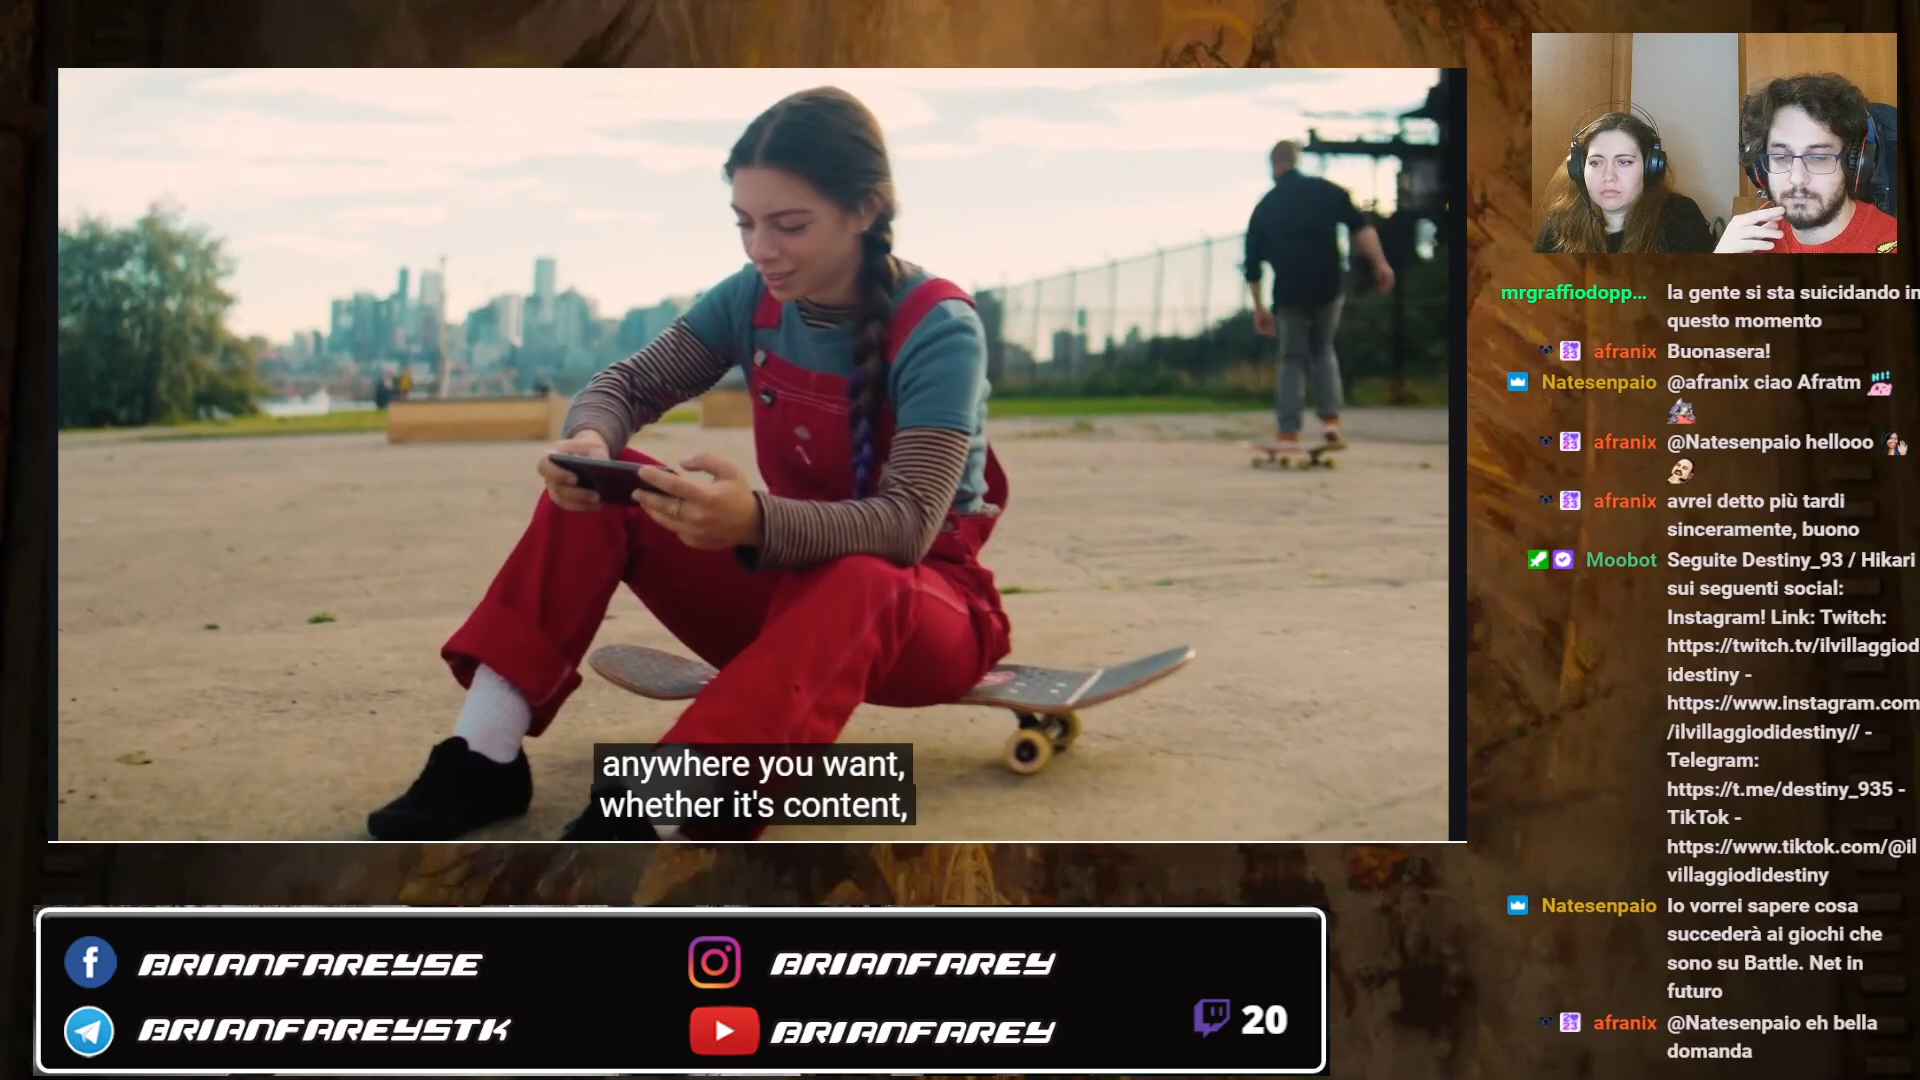 anywhere you want,
whether it's content,
mrgraffiodopp... la gente si sta suicidando in
questo momento
afranix Buonasera!
Natesenpaio @afranix ciao Afratm
afranix @Natesenpaio hellooo
afranix avrei detto più tardi
sinceramente, buono
Moobot Seguite Destiny_93 / Hikari
sui seguenti social:
Instagram! Link: Twitch:
https://twitch.tv/ilvillaggiod
idestiny -
https://www.instagram.com
/ilvillaggiodidestiny// -
Telegram:
https://t.me/destiny_935 -
TikTok -
https://www.tiktok.com/@il
villaggiodidestiny
Natesenpaio Io vorrei sapere cosa
succederà ai giochi che
sono su Battle. Net in
futuro
afranix @Natesenpaio eh bella
domanda
BRIANFAREYSE
BRIANFAREY
BRIANFAREYSTK
BRIANFAREY
20